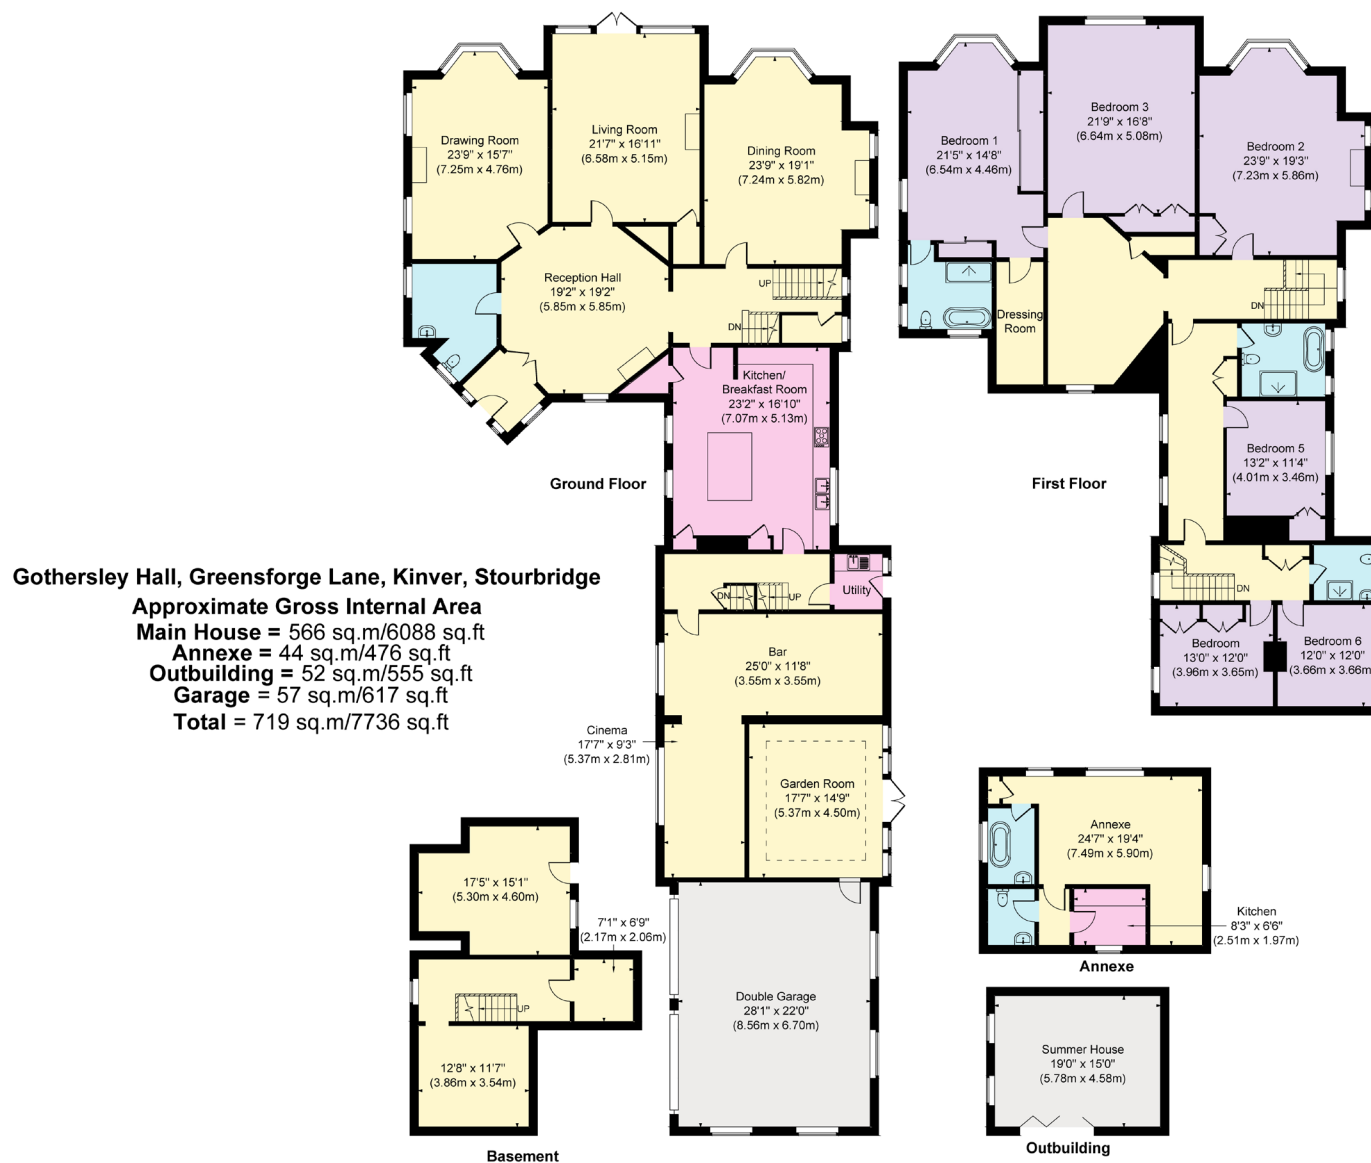 Drawing Room
23'9" x 15'7"
(7.25m x 4.76m)
Living Room
21'7" x 16'11"
(6.58m x 5.15m)
Dining Room
23'9" x 19'1"
(7.24m x 5.82m)
Reception Hall
19'2" x 19'2"
(5.85m x 5.85m)
UP
DN
Kitchen/
Breakfast Room
23'2" x 16'10"
(7.07m x 5.13m)
Ground Floor
Utility
DN
UP
Bar
25'0" x 11'8"
(3.55m x 3.55m)
Cinema
17'7" x 9'3"
(5.37m x 2.81m)
Garden Room
17'7" x 14'9"
(5.37m x 4.50m)
Double Garage
28'1" x 22'0"
(8.56m x 6.70m)
Bedroom 1
21'5" x 14'8"
(6.54m x 4.46m)
Bedroom 3
21'9" x 16'8"
(6.64m x 5.08m)
Bedroom 2
23'9" x 19'3"
(7.23m x 5.86m)
Dressing
Room
DN
First Floor
Bedroom 5
13'2" x 11'4"
(4.01m x 3.46m)
DN
Bedroom
13'0" x 12'0"
(3.96m x 3.65m)
Bedroom 6
12'0" x 12'0"
(3.66m x 3.66m
Gothersley Hall, Greensforge Lane, Kinver, Stourbridge
Approximate Gross Internal Area
Main House = 566 sq.m/6088 sq.ft
Annexe = 44 sq.m/476 sq.ft
Outbuilding = 52 sq.m/555 sq.ft
Garage = 57 sq.m/617 sq.ft
Total = 719 sq.m/7736 sq.ft
17'5" x 15'1"
(5.30m x 4.60m)
7'1" x 6'9"
(2.17m x 2.06m)
UP
12'8" x 11'7"
(3.86m x 3.54m)
Basement
Annexe
24'7" x 19'4"
(7.49m x 5.90m)
Kitchen
8'3" x 6'6"
(2.51m x 1.97m)
Annexe
Summer House
19'0" x 15'0"
(5.78m x 4.58m)
Outbuilding